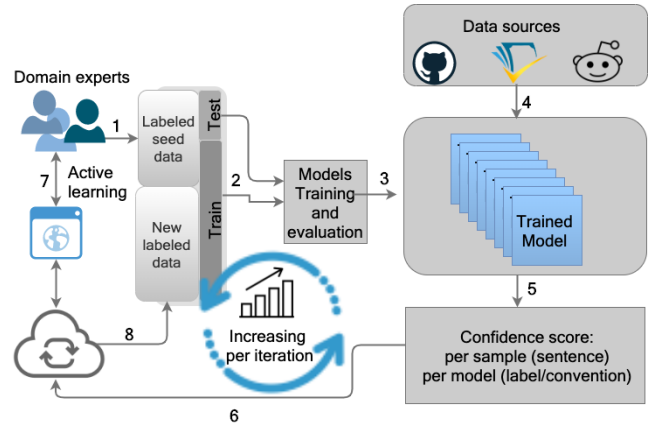 Data sources
Domain experts
1
Labeled
seed
data
Test
4
7
Active
learning
2
Models
Training
and
evaluation
3
Trained
Model
New
labeled
data
Train
5
8
Increasing
per iteration
Confidence score:
per sample (sentence)
per model (label/convention)
6